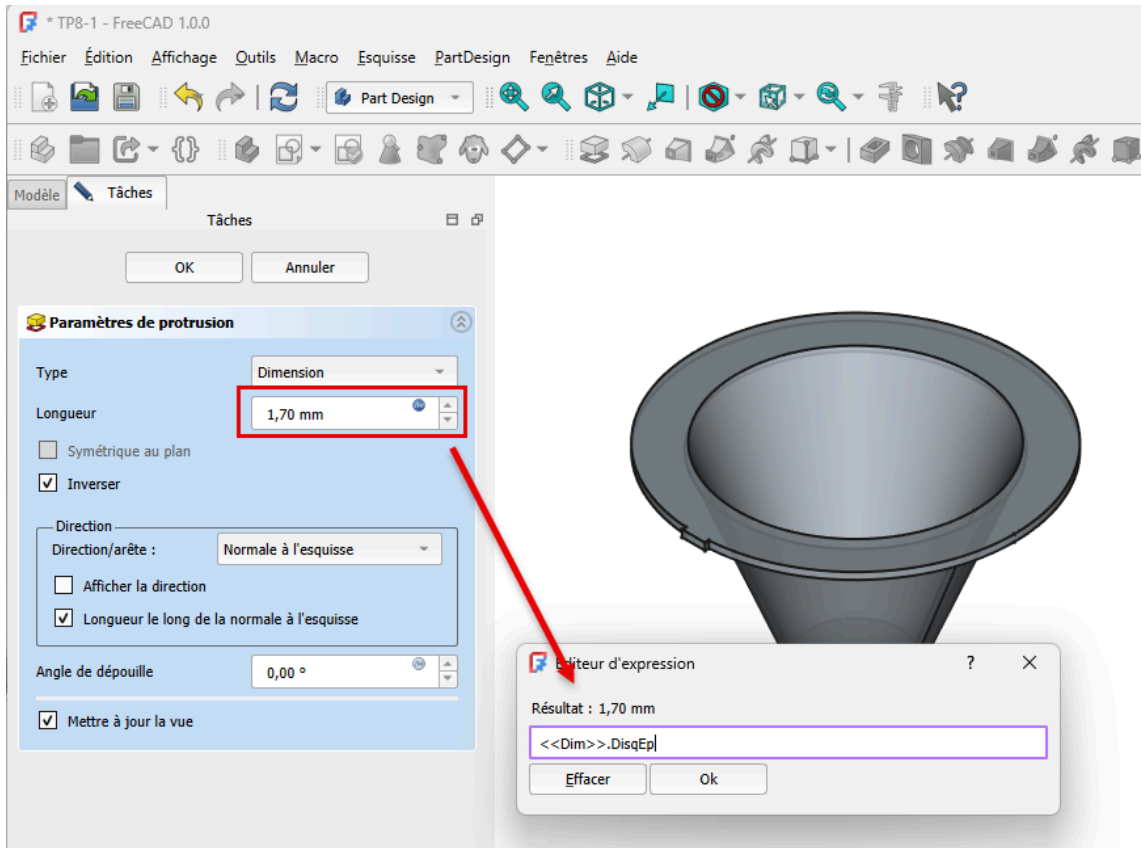 * TP8-1 - FreeCAD 1.0.0
Fichier Édition Affichage Outils Macro Esquisse PartDesign Fenêtres Aide
Part Design
Modèle Tâches
Tâches
OK Annuler
Paramètres de protrusion
Type Dimension
Longueur 1,70 mm
Symétrique au plan
Inverser
Direction
Direction/arête : Normale à l'esquisse
Afficher la direction
Longueur le long de la normale à l'esquisse
Angle de dépouille 0,00 °
Mettre à jour la vue
Éditeur d'expression ?
Résultat : 1,70 mm
<<Dim>>.DisqEp
Effacer Ok